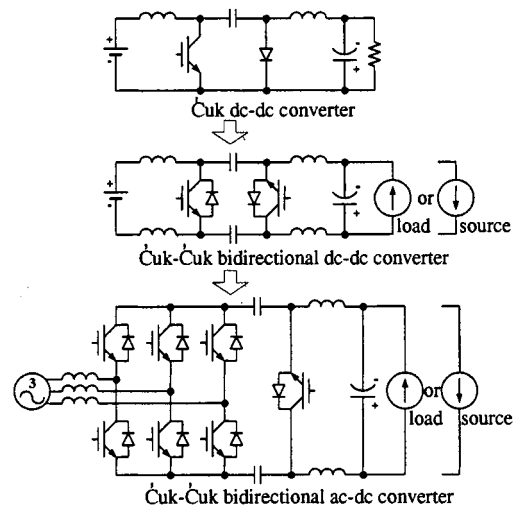 +
-
-
+
Ćuk dc-dc converter
+
-
-
+
or
load
source
Ćuk-Ćuk bidirectional dc-dc converter
3
-
+
or
load
source
Ćuk-Ćuk bidirectional ac-dc converter